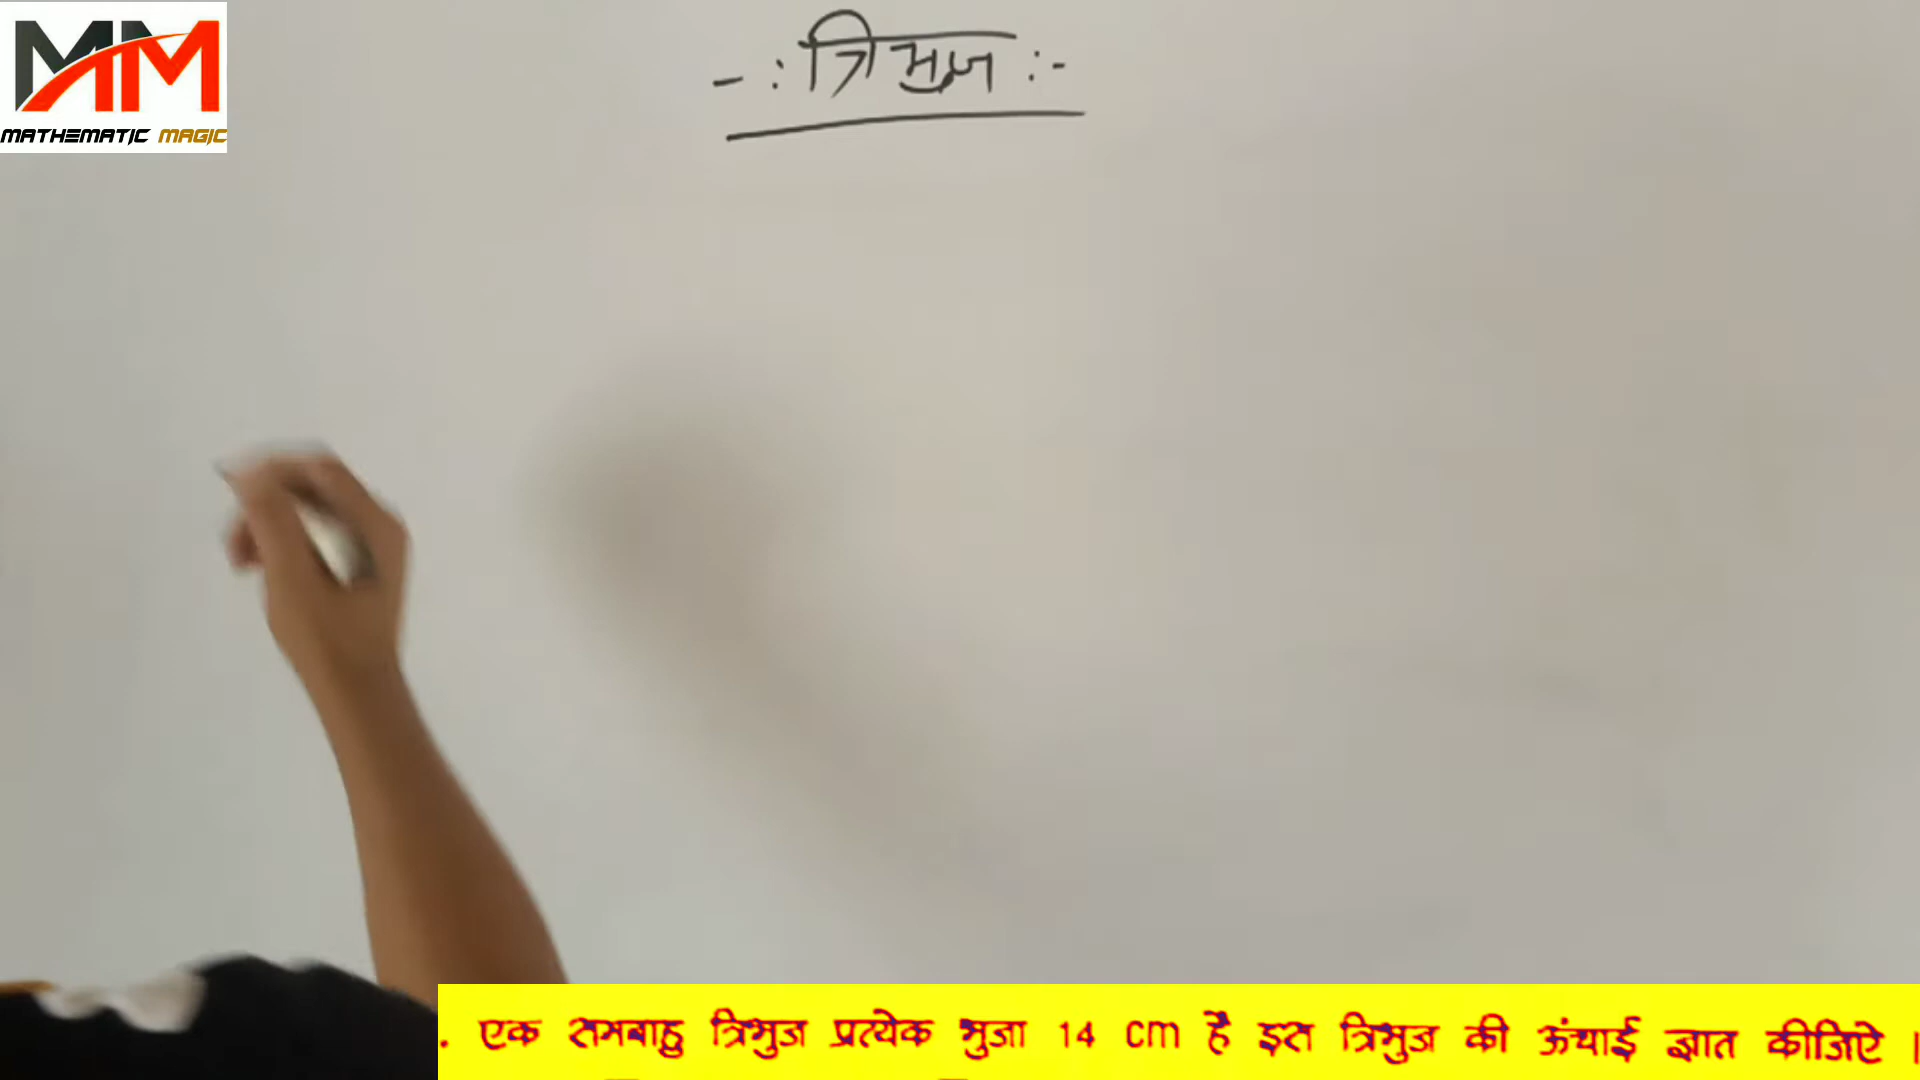 MM
MATHEMATIC MAGIC
-: त्रिभुज :-
. एक समबाहु त्रिभुज प्रत्येक भुजा 14 cm है इस त्रिभुज की ऊंचाई ज्ञात कीजिऐ ।